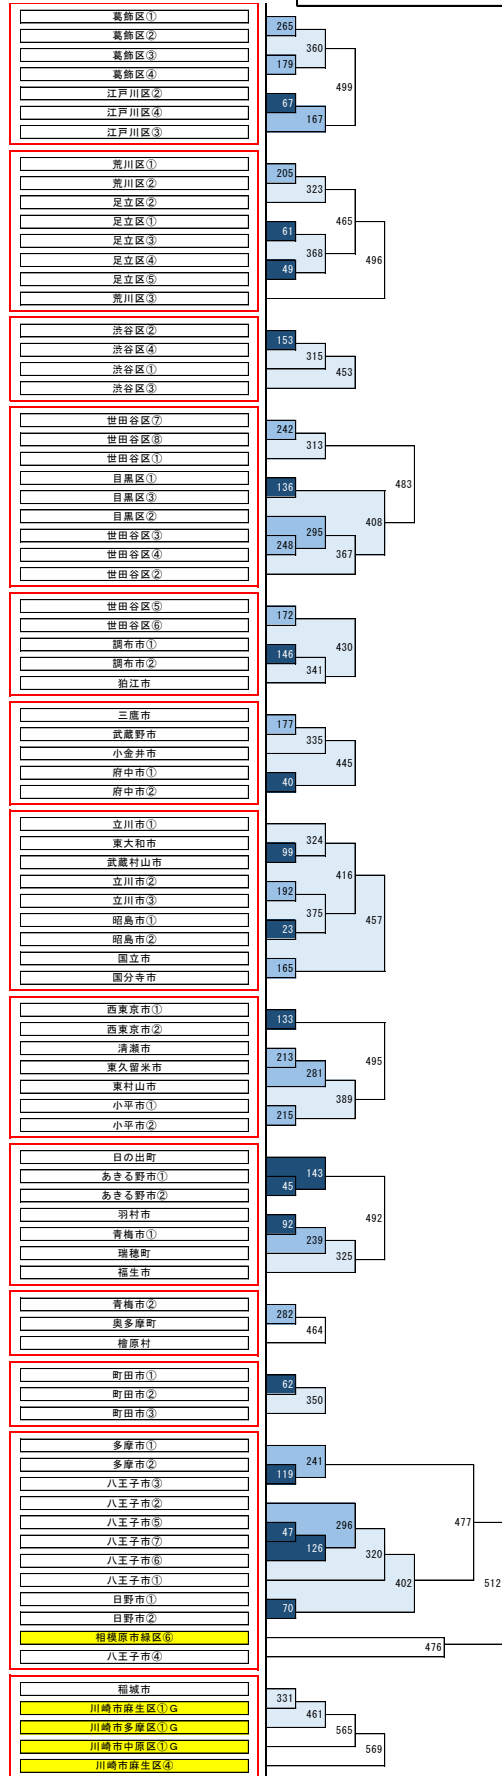 葛飾区①
265
葛飾区②
360
葛飾区③
179
葛飾区④
499
江戸川区②
67
江戸川区④
167
江戸川区③
荒川区①
205
荒川区②
323
足立区②
足立区①
465
61
足立区③
368
496
足立区④
49
足立区⑤
荒川区③
渋谷区②
153
渋谷区④
315
渋谷区①
453
渋谷区③
世田谷区⑦
242
世田谷区⑧
313
世田谷区①
目黒区①
483
136
目黒区③
408
目黒区②
295
世田谷区③
248
367
世田谷区④
世田谷区②
世田谷区⑤
172
世田谷区⑥
430
調布市①
146
調布市②
341
狛江市
三鷹市
177
武蔵野市
335
小金井市
445
府中市①
40
府中市②
立川市①
324
東大和市
99
武蔵村山市
416
立川市②
192
立川市③
375
457
昭島市①
23
昭島市②
国立市
165
国分寺市
西東京市①
133
西東京市②
清瀬市
213
495
東久留米市
281
東村山市
389
小平市①
215
小平市②
日の出町
143
あきる野市①
45
あきる野市②
羽村市
492
92
青梅市①
239
瑞穂町
325
福生市
青梅市②
282
奥多摩町
464
檜原村
町田市①
62
町田市②
350
町田市③
多摩市①
241
多摩市②
119
八王子市③
八王子市②
八王子市⑤
47
296
477
八王子市⑦
126
320
八王子市⑥
八王子市①
402
512
日野市①
70
日野市②
相模原市緑区⑥
476
八王子市④
稲城市
331
川崎市麻生区①G
461
川崎市多摩区①G
565
川崎市中原区①G
569
川崎市麻生区④